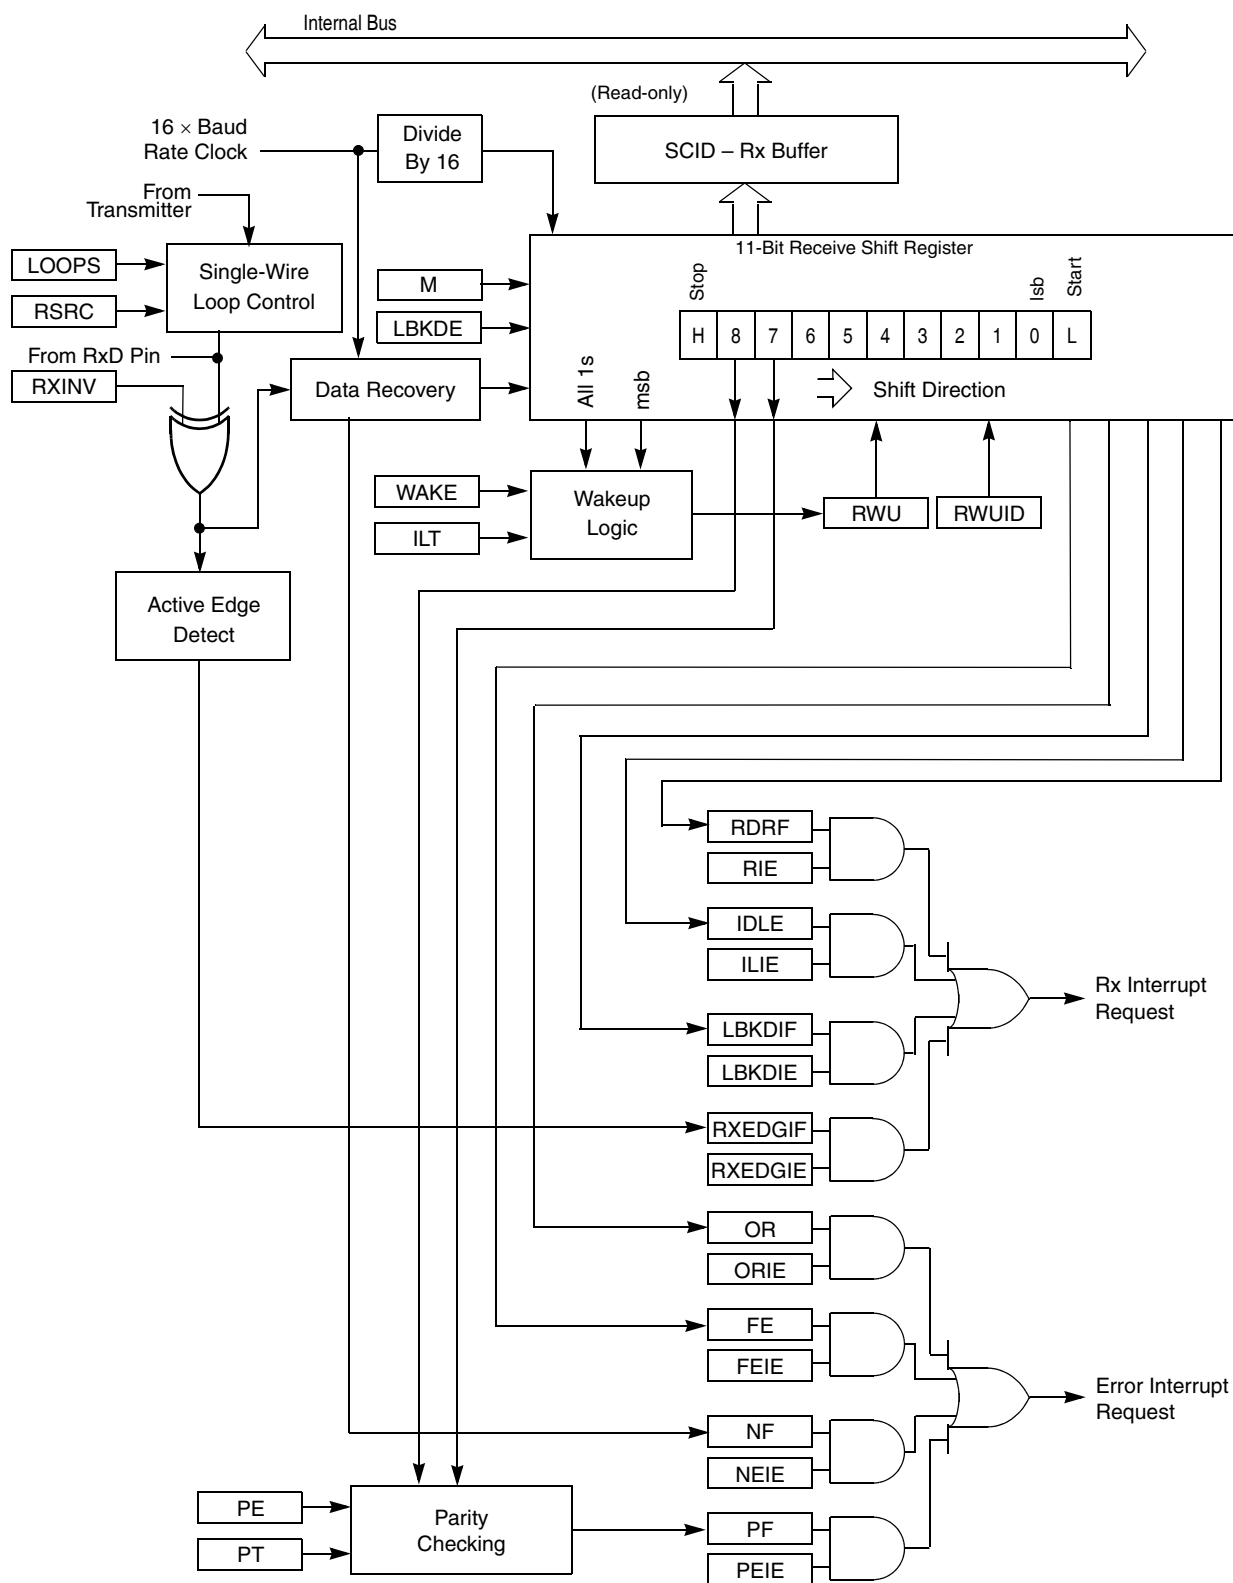 Internal Bus
(Read-only)
16 × Baud
Rate Clock
Divide
By 16
SCID – Rx Buffer
From
Transmitter
11-Bit Receive Shift Register
LOOPS
RSRC
Single-Wire
Loop Control
M
LBKDE
Stop
lsb
Start
H 8 7 6 5 4 3 2 1 0 L
From RxD Pin
RXINV
Data Recovery
All 1s
msb
Shift Direction
WAKE
ILT
Wakeup
Logic
RWU
RWUID
Active Edge
Detect
RDRF
RIE
IDLE
ILIE
Rx Interrupt
Request
LBKDIF
LBKDIE
RXEDGIF
RXEDGIE
OR
ORIE
FE
FEIE
Error Interrupt
Request
NF
NEIE
PE
PT
Parity
Checking
PF
PEIE